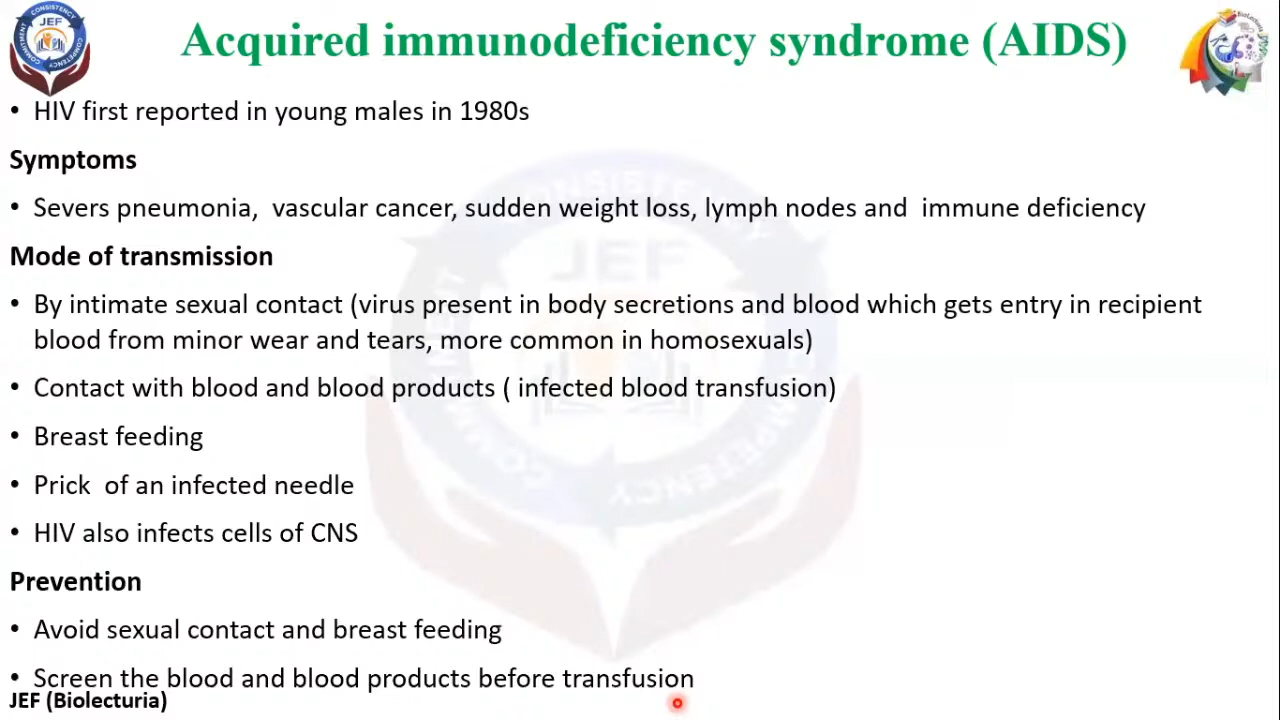 JEF
CONSISTENCY
COMMITMENT
COMPETENCY
Acquired immunodeficiency syndrome (AIDS)
• HIV first reported in young males in 1980s
Symptoms
• Severs pneumonia, vascular cancer, sudden weight loss, lymph nodes and immune deficiency
Mode of transmission
• By intimate sexual contact (virus present in body secretions and blood which gets entry in recipient
blood from minor wear and tears, more common in homosexuals)
• Contact with blood and blood products ( infected blood transfusion)
• Breast feeding
• Prick of an infected needle
• HIV also infects cells of CNS
Prevention
• Avoid sexual contact and breast feeding
• Screen the blood and blood products before transfusion
JEF (Biolecturia)